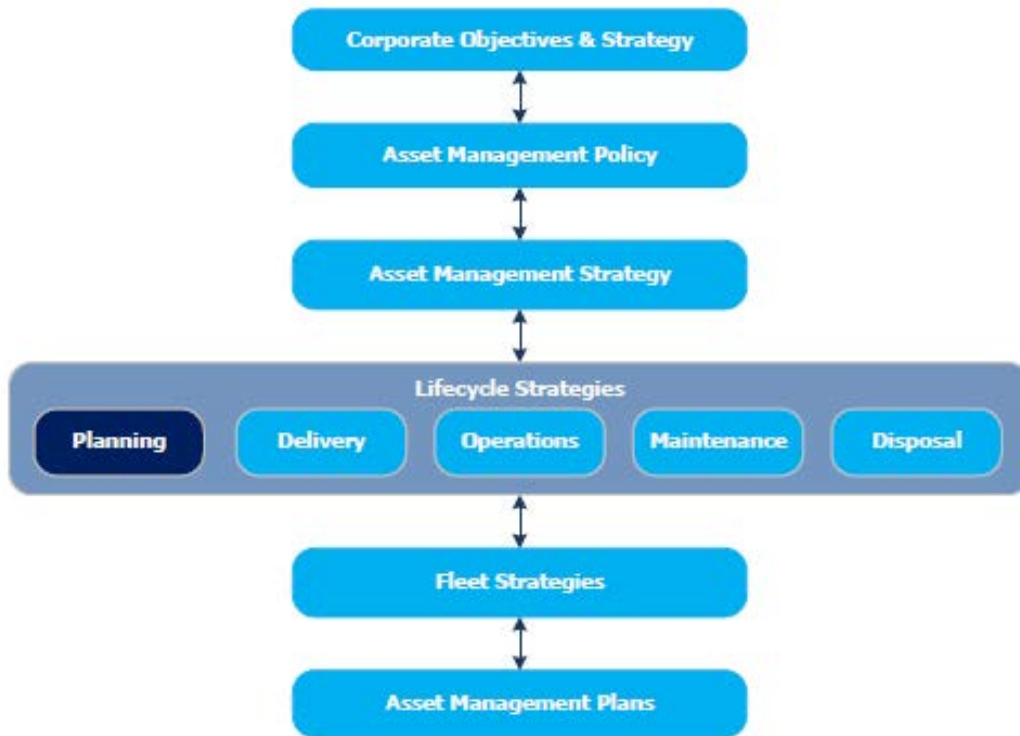 Corporate Objectives & Strategy
Asset Management Policy
Asset Management Strategy
Lifecycle Strategies
Planning
Delivery
Operations
Maintenance
Disposal
Fleet Strategies
Asset Management Plans